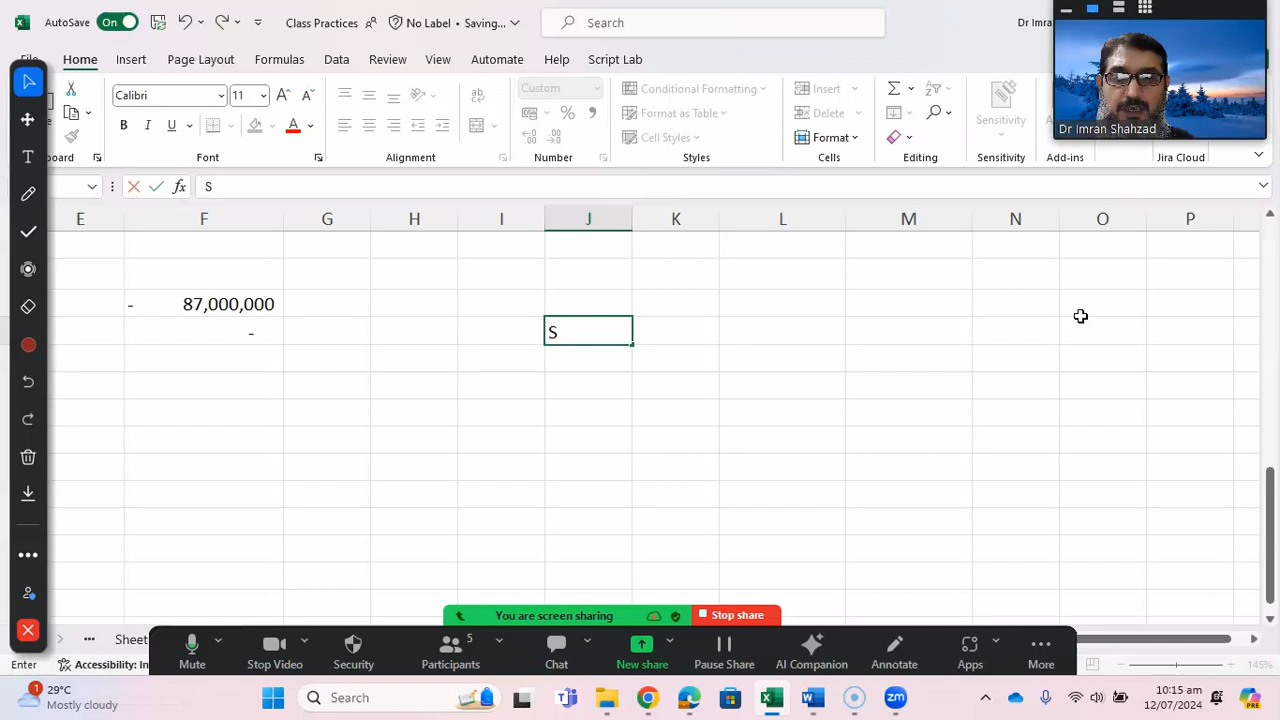 AutoSave On Class Practices No Label • Saving... Search Dr Imra
Home Insert Page Layout Formulas Data Review View Automate Help Script Lab
Calibri 11 ab Custom Conditional Formatting Insert
B I U A % Format as Table Delete Sensitivity
Cell Styles Format
board Font Alignment Number Styles Cells Editing Sensitivity Add-ins Jira Cloud
Dr Imran Shahzad
fx S
E F G H I J K L M N O P
- 87,000,000
- S
You are screen sharing Stop share
Sheet
Mute Stop Video Security Participants 5 Chat New share Pause Share AI Companion Annotate Apps More
Enter Accessibility: In 145%
1 29°C Search 10:15 am
Mostly cloudy 12/07/2024